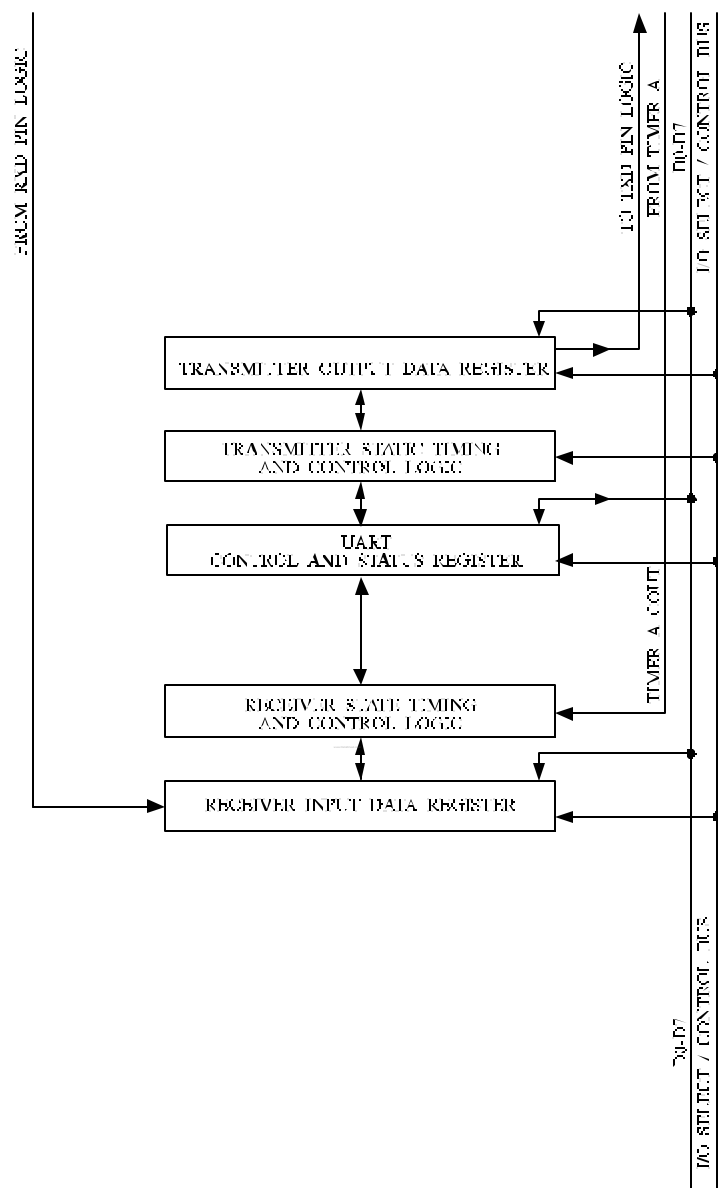 FROM RXD PIN LOGIC
TO TXD PIN LOGIC
FROM TIMER A
D0-D7
I/O SELECT / CONTROL BUS
TRANSMITTER OUTPUT DATA REGISTER
TRANSMITTER STATIC TIMING
AND CONTROL LOGIC
UART
CONTROL AND STATUS REGISTER
TIMER A COUT
RECEIVER STATE TIMING
AND CONTROL LOGIC
RECEIVER INPUT DATA REGISTER
D0-D7
I/O SELECT / CONTROL BUS